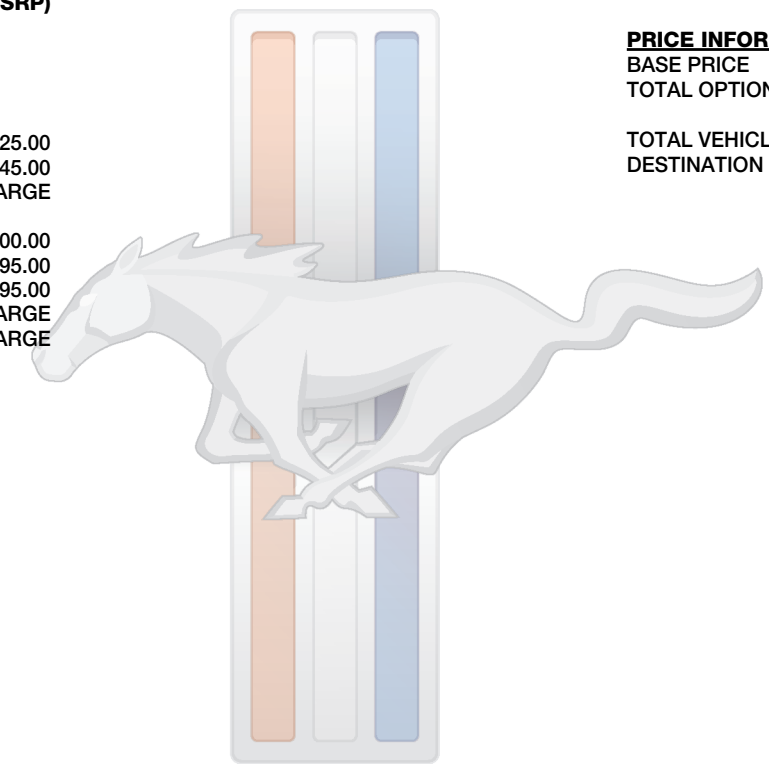 SRP)
25.00
45.00
ARGE
00.00
95.00
95.00
ARGE
ARGE
PRICE INFOR
BASE PRICE
TOTAL OPTION
TOTAL VEHICL
DESTINATION